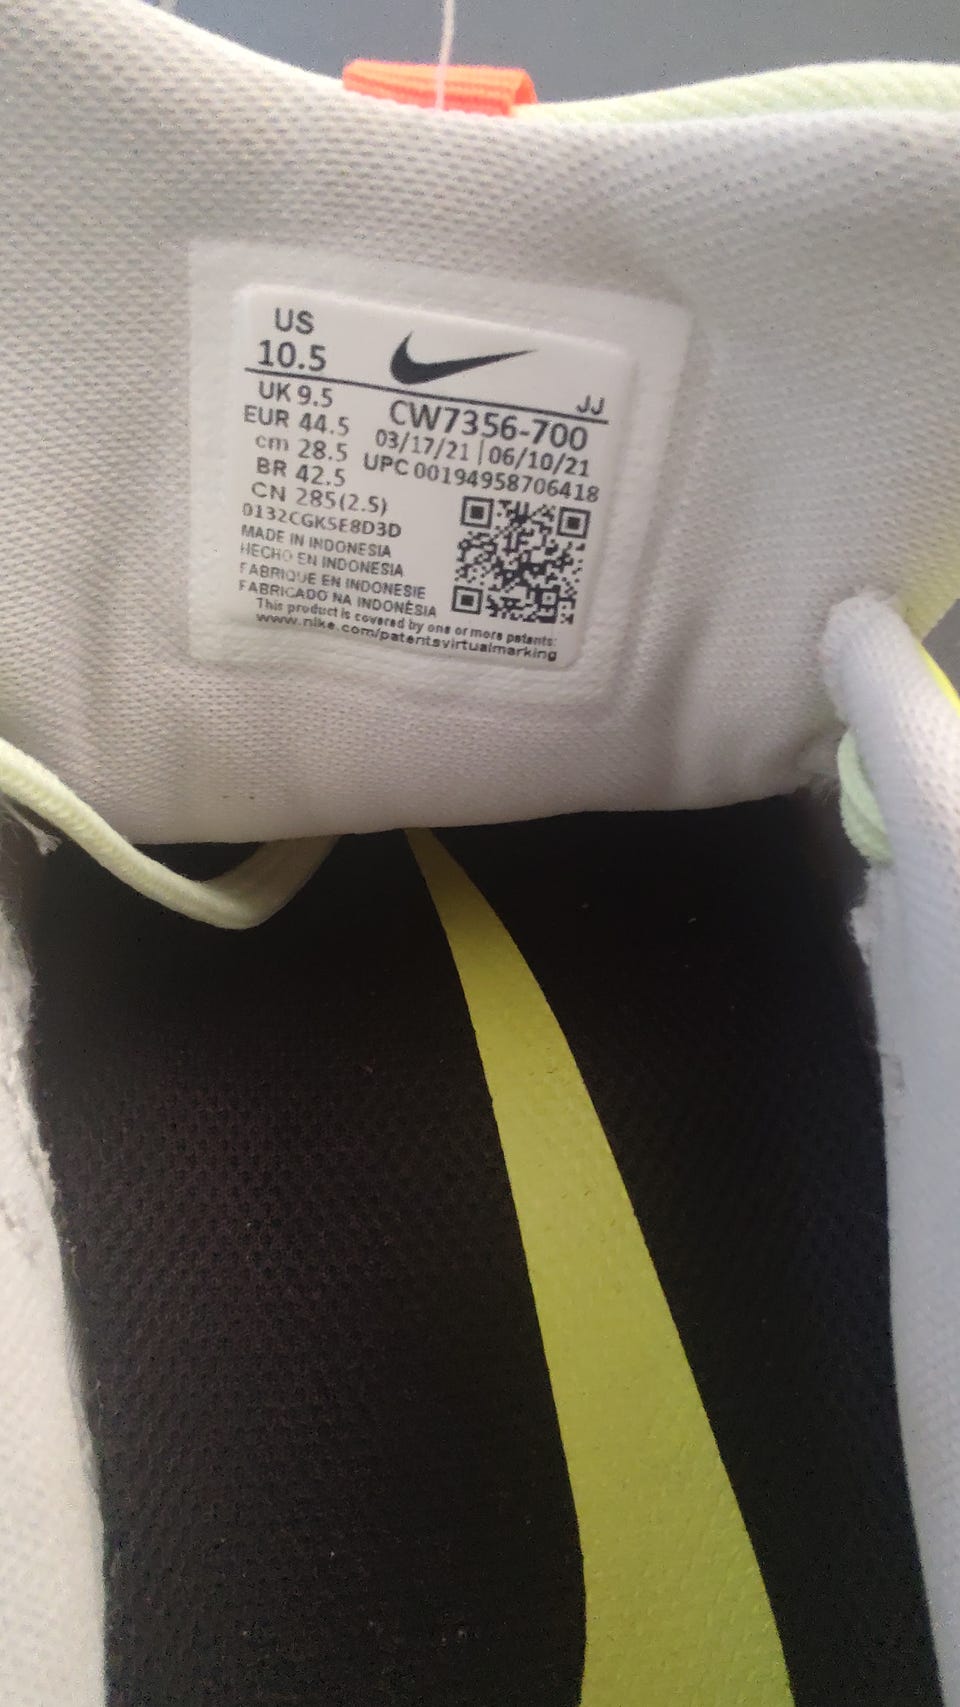 US
10.5
JJ
UK 9.5
EUR 44.5
cm 28.5
BR 42.5
CN 285(2.5)
CW7356-700
03/17/21 | 06/10/21
UPC 00194958706418
0132CGK5E8D3D
MADE IN INDONESIA
HECHO EN INDONESIA
FABRIQUE EN INDONESIE
FABRICADO NA INDONÉSIA
This product is covered by one or more patents:
www.nike.com/patentsvirtualmarking